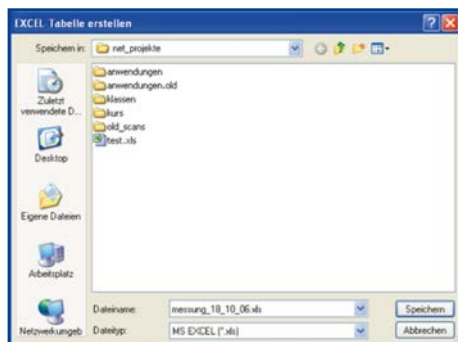 EXCEL Tabelle erstellen
Speichern in: net_projekte
anwendungen
anwendungen.old
klassen
kurs
old_scans
test.xls
Zuletzt
verwendete D...
Desktop
Eigene Dateien
Arbeitsplatz
Netzwerkumgeb
Dateiname: messung_18_10_06.xls Speichern
Dateityp: MS EXCEL (*.xls) Abbrechen